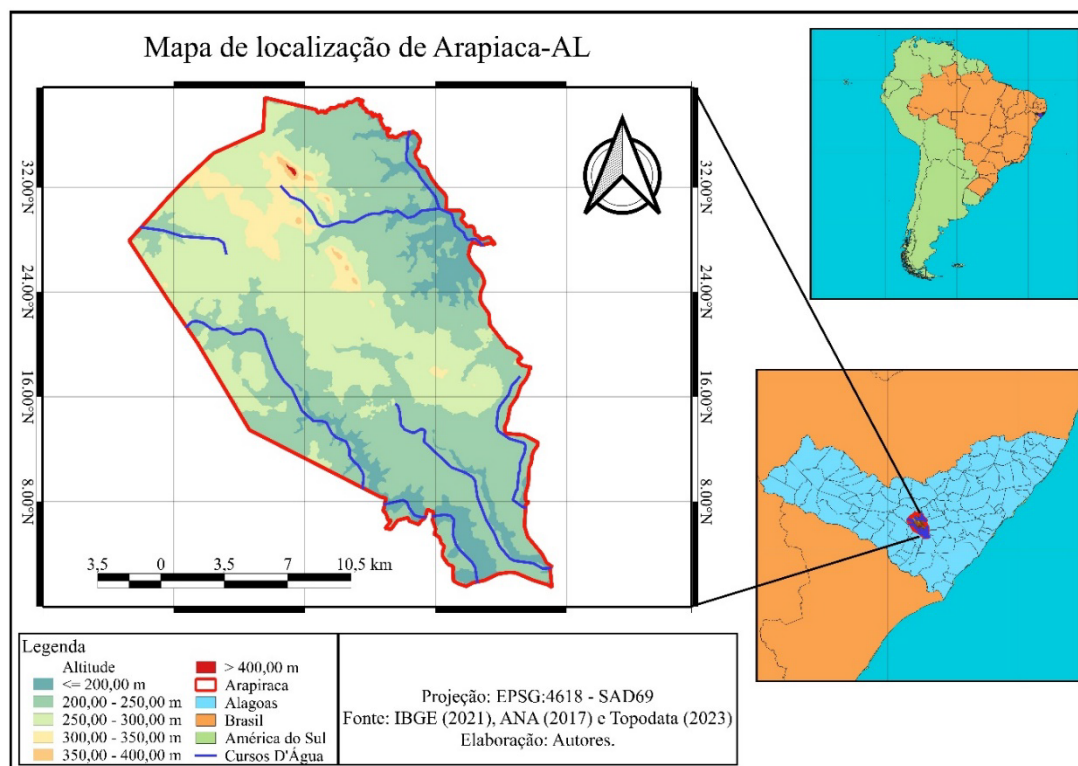 Mapa de localização de Arapiaca-AL
32.00°N
24.00°N
16.00°N
8.00°N
32.00°N
24.00°N
16.00°N
8.00°N
3,5 0 3,5 7 10,5 km
Legenda
Altitude
<= 200,00 m
200,00 - 250,00 m
250,00 - 300,00 m
300,00 - 350,00 m
350,00 - 400,00 m
> 400,00 m
Arapiraca
Alagoas
Brasil
América do Sul
Cursos D'Água
Projeção: EPSG:4618 - SAD69
Fonte: IBGE (2021), ANA (2017) e Topodata (2023)
Elaboração: Autores.